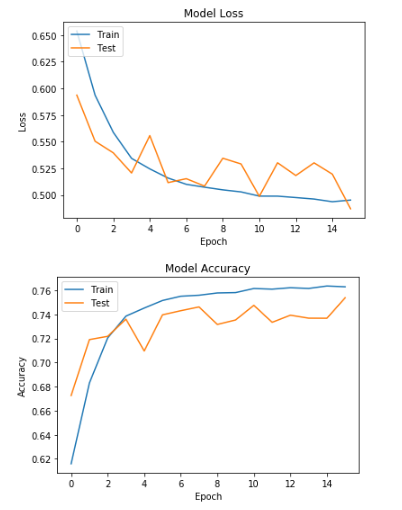 Model Loss
0.650
0.625
0.600
0.575
0.550
0.525
0.500
Loss
Train
Test
0 2 4 6 8 10 12 14
Epoch
Model Accuracy
0.76
0.74
0.72
0.70
0.68
0.66
0.64
0.62
Accuracy
Train
Test
0 2 4 6 8 10 12 14
Epoch